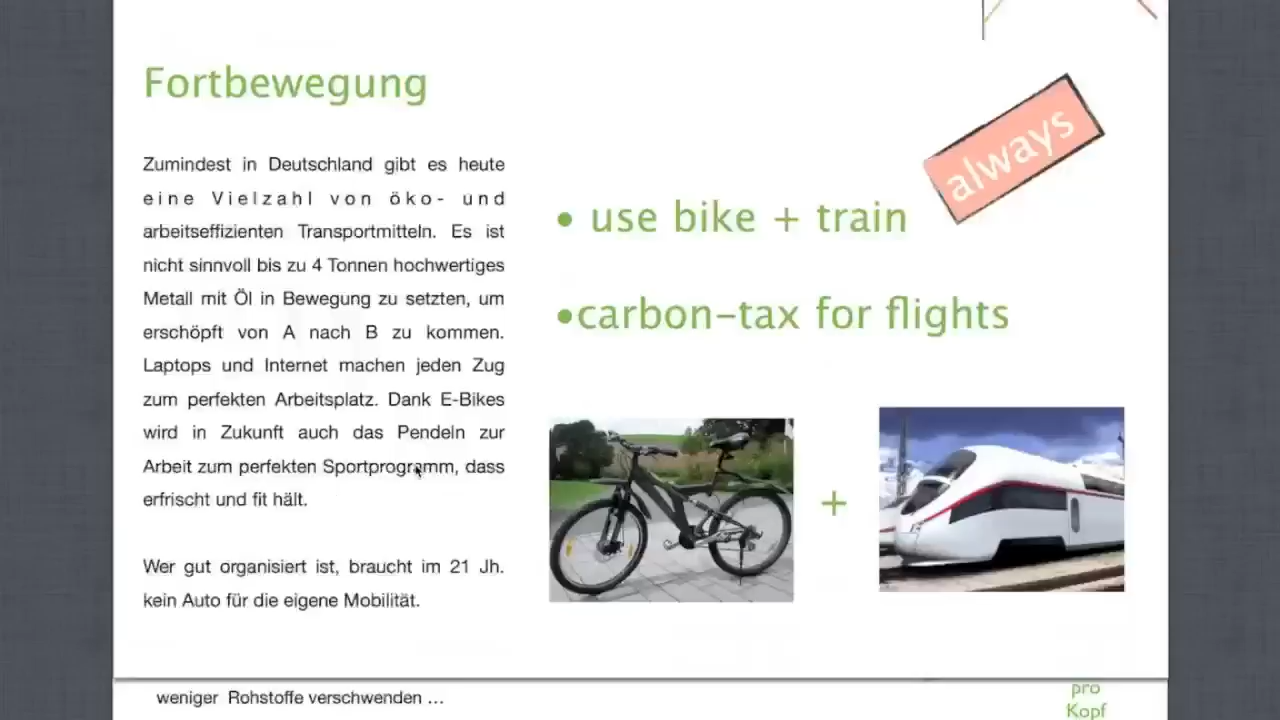 Fortbewegung
Zumindest in Deutschland gibt es heute
eine Vielzahl von öko- und
arbeitseffizienten Transportmitteln. Es ist
nicht sinnvoll bis zu 4 Tonnen hochwertiges
Metall mit Öl in Bewegung zu setzten, um
erschöpft von A nach B zu kommen.
Laptops und Internet machen jeden Zug
zum perfekten Arbeitsplatz. Dank E-Bikes
wird in Zukunft auch das Pendeln zur
Arbeit zum perfekten Sportprogramm, dass
erfrischt und fit hält.
Wer gut organisiert ist, braucht im 21 Jh.
kein Auto für die eigene Mobilität.
always
• use bike + train
•carbon-tax for flights
+
weniger Rohstoffe verschwenden ...
pro
Kopf